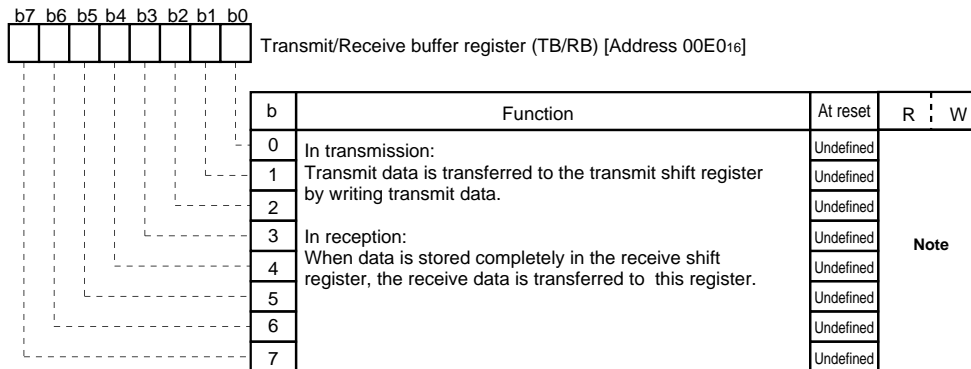 b7 b6 b5 b4 b3 b2 b1 b0
Transmit/Receive buffer register (TB/RB) [Address 00E016]
b Function At reset R W
0 In transmission: Undefined
1 Transmit data is transferred to the transmit shift register Undefined
2 by writing transmit data. Undefined
3 In reception: Undefined Note
4 When data is stored completely in the receive shift Undefined
register, the receive data is transferred to this register.
5 Undefined
6 Undefined
7 Undefined